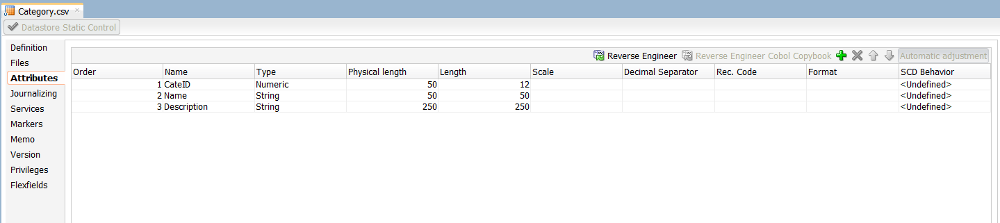 Category.csv
Datastore Static Control
Definition
Files
Attributes
Journalizing
Services
Markers
Memo
Version
Privileges
Flexfields
Reverse Engineer Reverse Engineer Cobol Copybook Automatic adjustment
Order Name Type Physical length Length Scale Decimal Separator Rec. Code Format SCD Behavior
1 CateID Numeric 50 12 <Undefined>
2 Name String 50 50 <Undefined>
3 Description String 250 250 <Undefined>